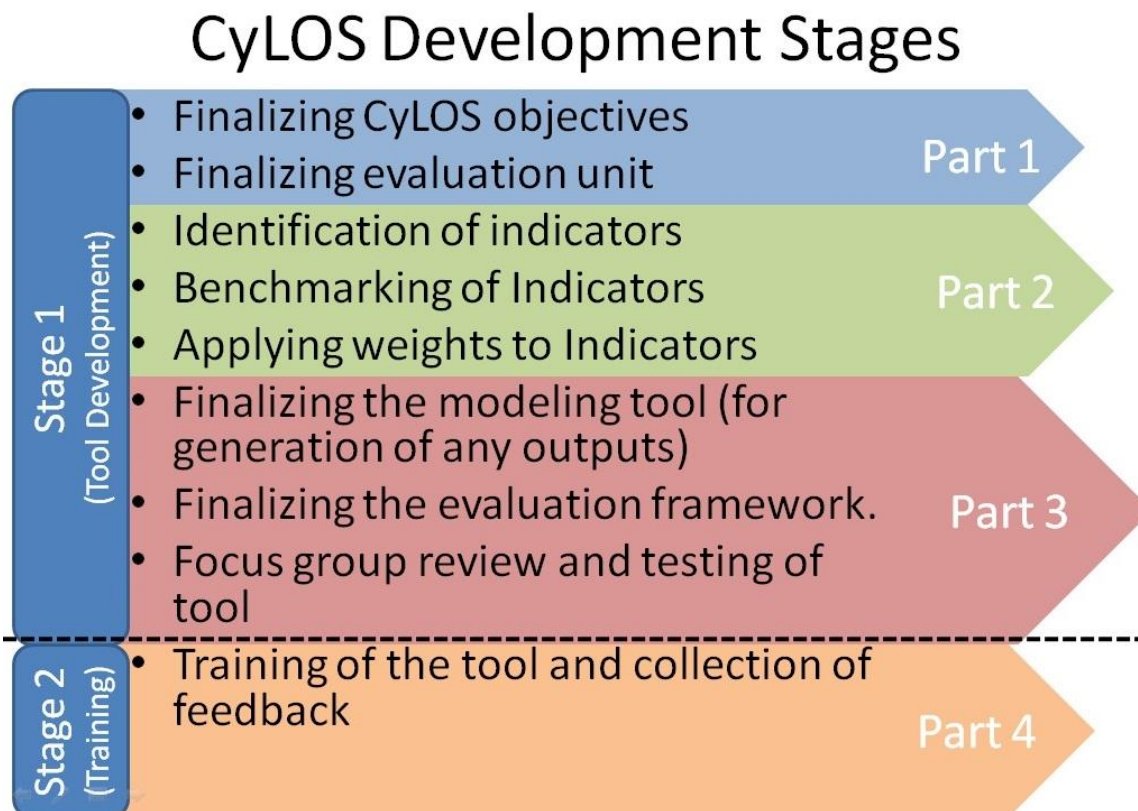 CyLOS Development Stages
Stage 1
(Tool Development)
• Finalizing CyLOS objectives
• Finalizing evaluation unit
Part 1
• Identification of indicators
• Benchmarking of Indicators
• Applying weights to Indicators
Part 2
• Finalizing the modeling tool (for
generation of any outputs)
• Finalizing the evaluation framework.
• Focus group review and testing of
tool
Part 3
Stage 2
(Training)
• Training of the tool and collection of
feedback
Part 4